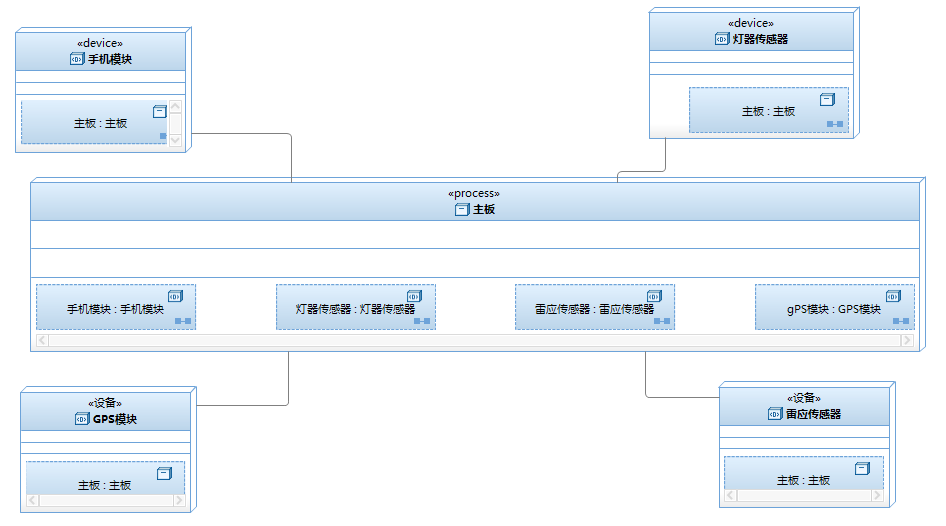 «device»
手机模块
主板 : 主板
«device»
灯器传感器
主板 : 主板
«process»
主板
手机模块 : 手机模块
灯器传感器 : 灯器传感器
雷应传感器 : 雷应传感器
gPS模块 : GPS模块
«设备»
GPS模块
主板 : 主板
«设备»
雷应传感器
主板 : 主板